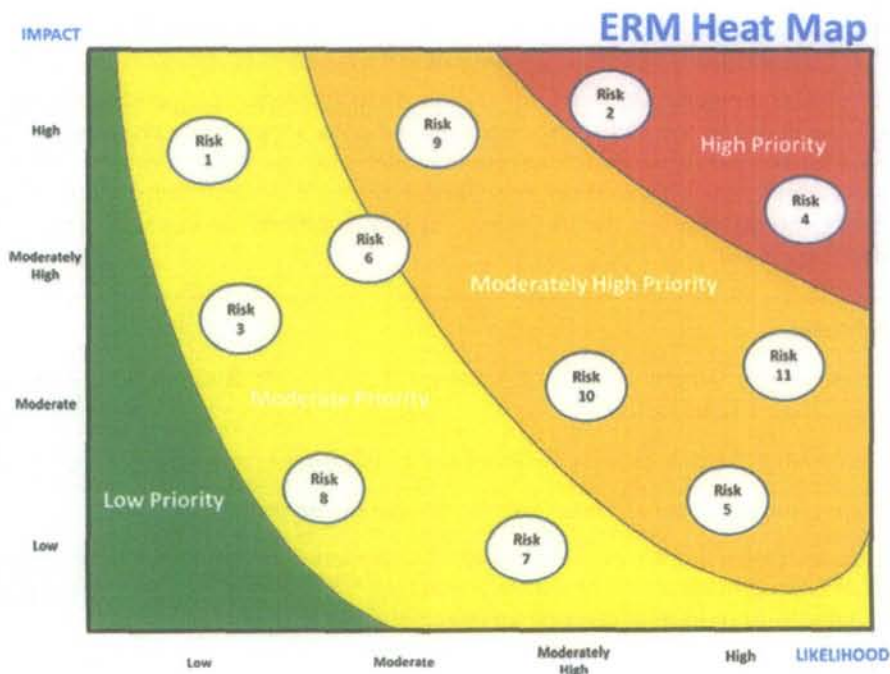 ERM Heat Map
IMPACT
High
Moderately
High
Moderate
Low
Risk
1
Risk
9
Risk
2
High Priority
Risk
4
Risk
6
Moderately High Priority
Risk
3
Risk
11
Risk
10
Moderate Priority
Risk
8
Low Priority
Risk
5
Risk
7
Low
Moderate
Moderately
High
High
LIKELIHOOD